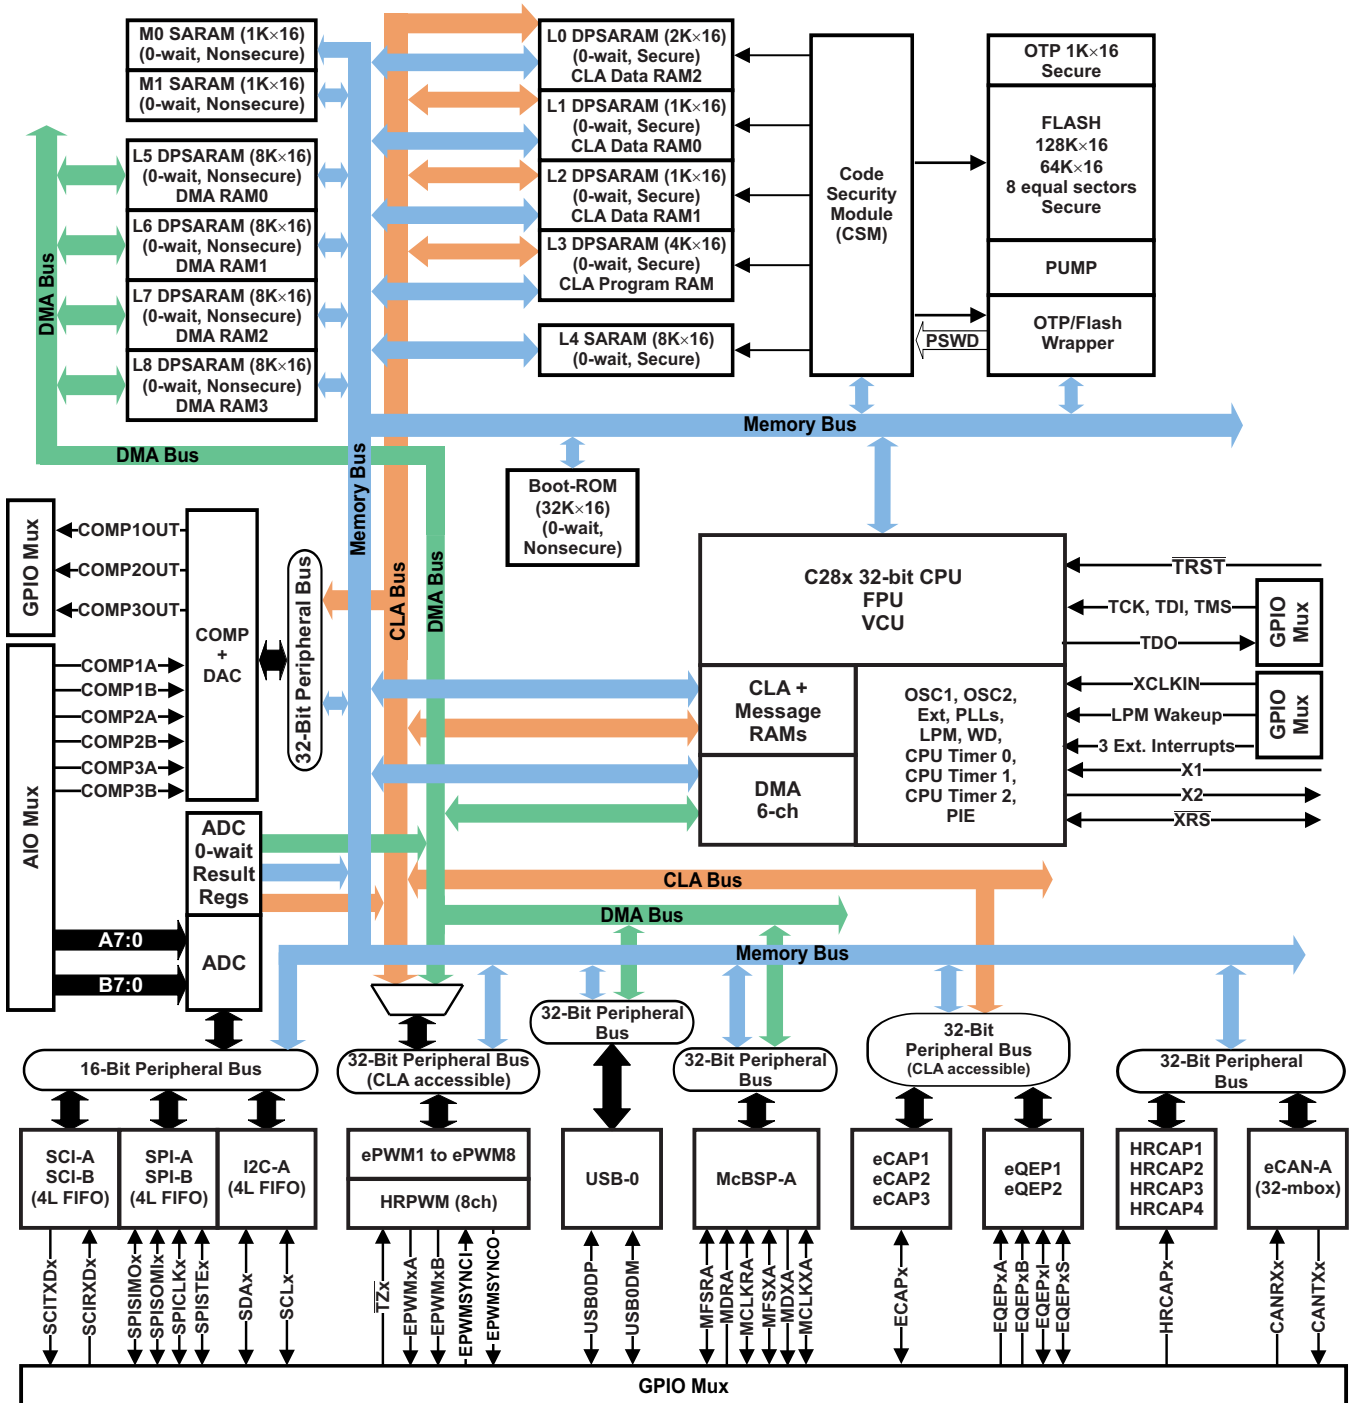 M0 SARAM (1K×16)
(0-wait, Nonsecure)
M1 SARAM (1K×16)
(0-wait, Nonsecure)
L5 DPSARAM (8K×16)
(0-wait, Nonsecure)
DMA RAM0
L6 DPSARAM (8K×16)
(0-wait, Nonsecure)
DMA RAM1
L7 DPSARAM (8K×16)
(0-wait, Nonsecure)
DMA RAM2
L8 DPSARAM (8K×16)
(0-wait, Nonsecure)
DMA RAM3
DMA Bus
DMA Bus
L0 DPSARAM (2K×16)
(0-wait, Secure)
CLA Data RAM2
L1 DPSARAM (1K×16)
(0-wait, Secure)
CLA Data RAM0
L2 DPSARAM (1K×16)
(0-wait, Secure)
CLA Data RAM1
L3 DPSARAM (4K×16)
(0-wait, Secure)
CLA Program RAM
L4 SARAM (8K×16)
(0-wait, Secure)
Code
Security
Module
(CSM)
OTP 1K×16
Secure
FLASH
128K×16
64K×16
8 equal sectors
Secure
PUMP
OTP/Flash
Wrapper
PSWD
Memory Bus
Memory Bus
CLA Bus
DMA Bus
Boot-ROM
(32K×16)
(0-wait,
Nonsecure)
GPIO Mux
COMP1OUT
COMP2OUT
COMP3OUT
COMP
+
DAC
32-Bit Peripheral Bus
AIO Mux
COMP1A
COMP1B
COMP2A
COMP2B
COMP3A
COMP3B
ADC
0-wait
Result
Regs
ADC
A7:0
B7:0
C28x 32-bit CPU
FPU
VCU
CLA +
Message
RAMs
DMA
6-ch
OSC1, OSC2,
Ext, PLLs,
LPM, WD,
CPU Timer 0,
CPU Timer 1,
CPU Timer 2,
PIE
TRST
TCK, TDI, TMS
TDO
GPIO
Mux
XCLKIN
LPM Wakeup
3 Ext. Interrupts
GPIO
Mux
X1
X2
XRS
CLA Bus
DMA Bus
Memory Bus
16-Bit Peripheral Bus
32-Bit Peripheral Bus
(CLA accessible)
32-Bit Peripheral
Bus
32-Bit Peripheral
Bus
32-Bit
Peripheral Bus
(CLA accessible)
32-Bit Peripheral
Bus
SCI-A
SCI-B
(4L FIFO)
SPI-A
SPI-B
(4L FIFO)
I2C-A
(4L FIFO)
ePWM1 to ePWM8
HRPWM (8ch)
USB-0
McBSP-A
eCAP1
eCAP2
eCAP3
eQEP1
eQEP2
HRCAP1
HRCAP2
HRCAP3
HRCAP4
eCAN-A
(32-mbox)
SCITXDx
SCIRXDx
SPISIMOx
SPISOMIx
SPICLKx
SPISTEx
SDAx
SCLx
TZx
EPWMxA
EPWMxB
EPWMSYNCI
EPWMSYNCO
USB0DP
USB0DM
MFSRA
MDRA
MCLKRA
MFSXA
MDXA
MCLKXA
ECAPx
EQEPxA
EQEPxB
EQEPxI
EQEPxS
HRCAPx
CANRXx
CANTXx
GPIO Mux